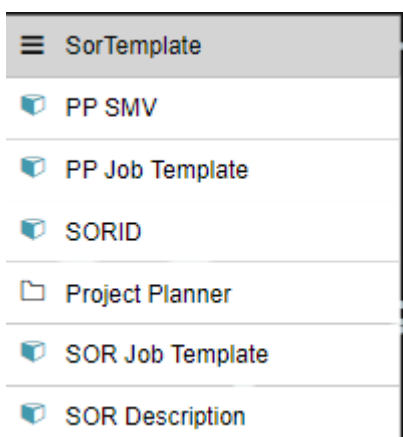 SorTemplate
PP SMV
PP Job Template
SORID
Project Planner
SOR Job Template
SOR Description